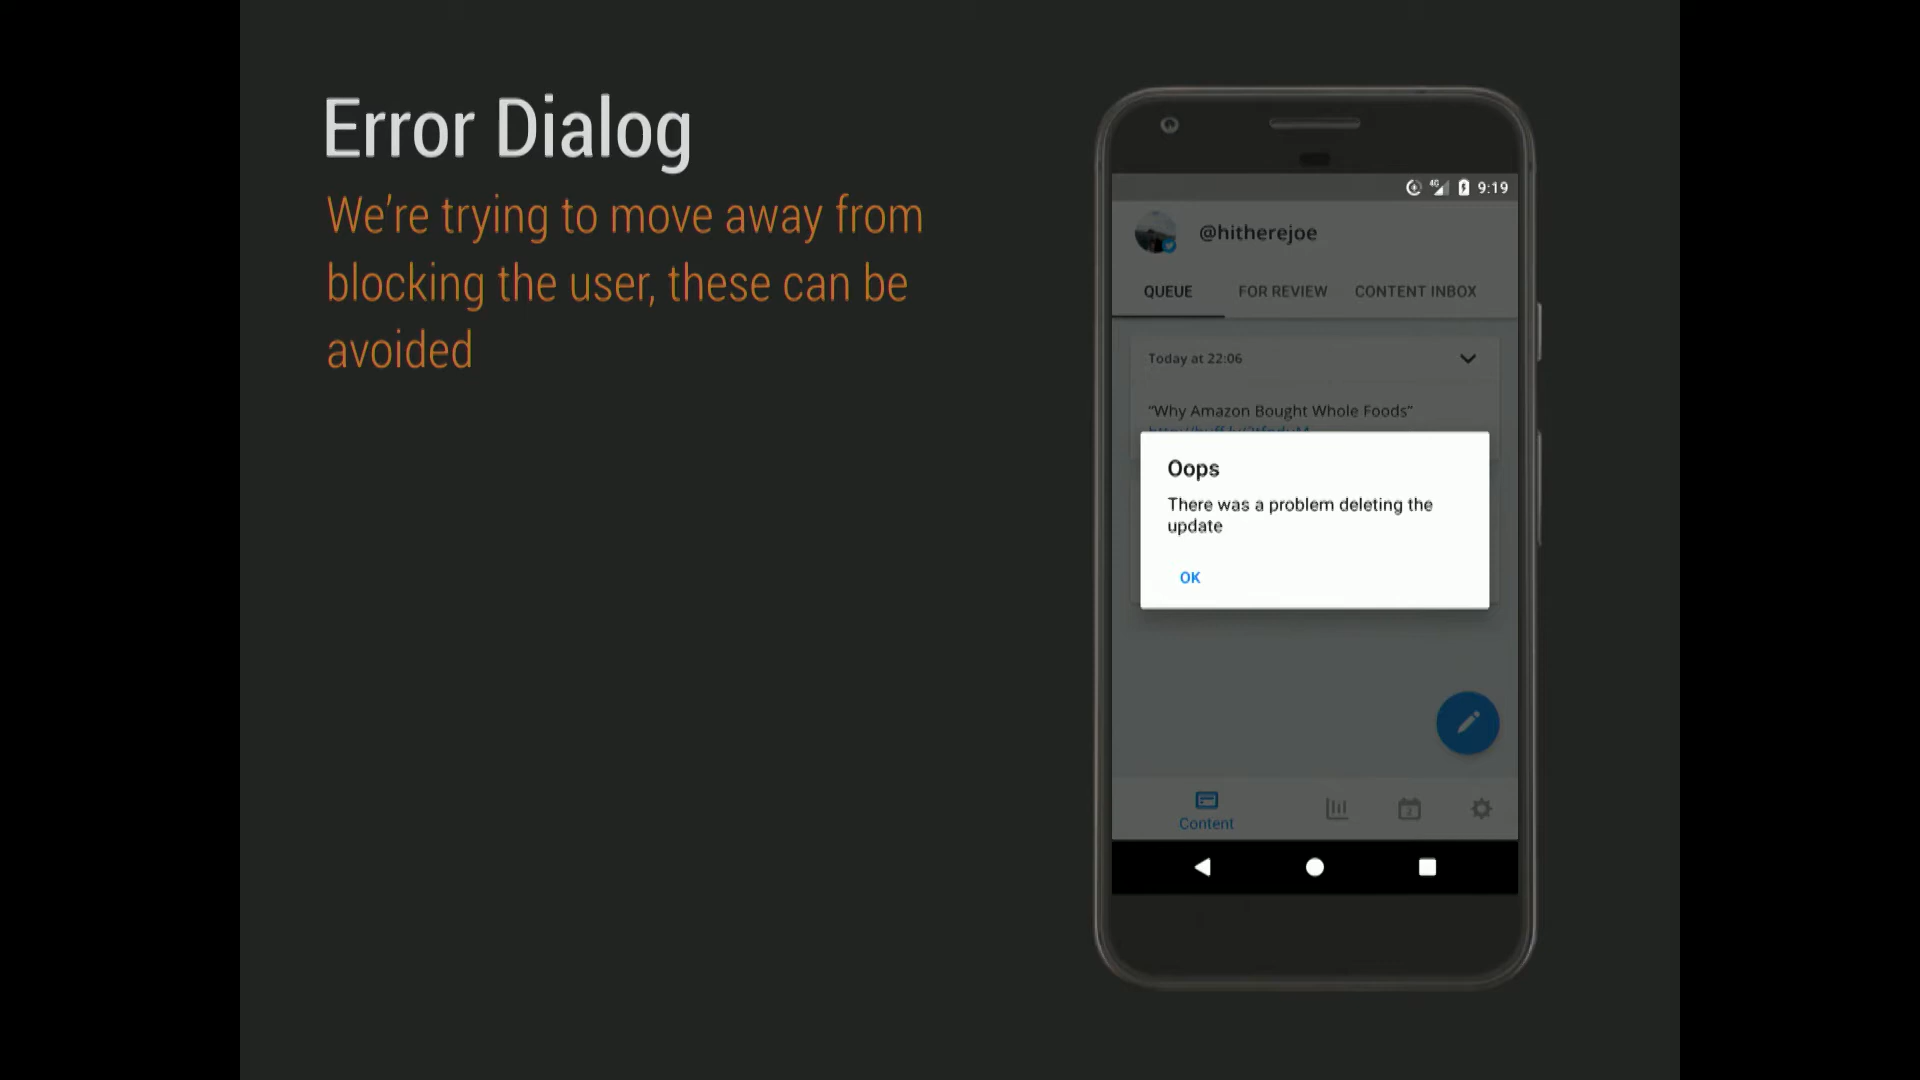 Error Dialog
We're trying to move away from
blocking the user, these can be
avoided
4G 9:19
@hitherejoe
QUEUE FOR REVIEW CONTENT INBOX
Today at 22:06
"Why Amazon Bought Whole Foods"
Oops
There was a problem deleting the
update
OK
Content